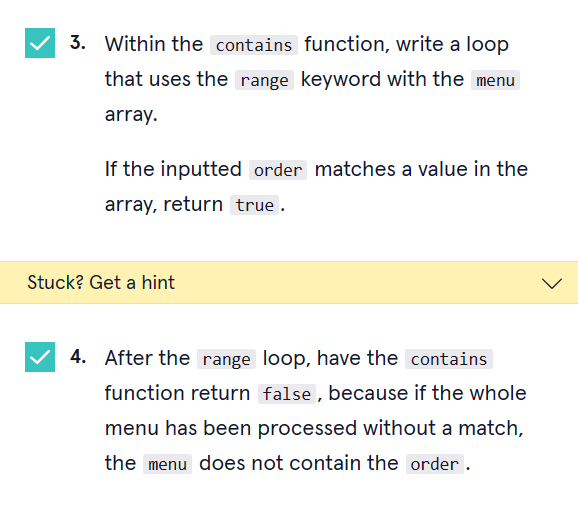 3. Within the contains function, write a loop
that uses the range keyword with the menu
array.
If the inputted order matches a value in the
array, return true.
Stuck? Get a hint
4. After the range loop, have the contains
function return false, because if the whole
menu has been processed without a match,
the menu does not contain the order.